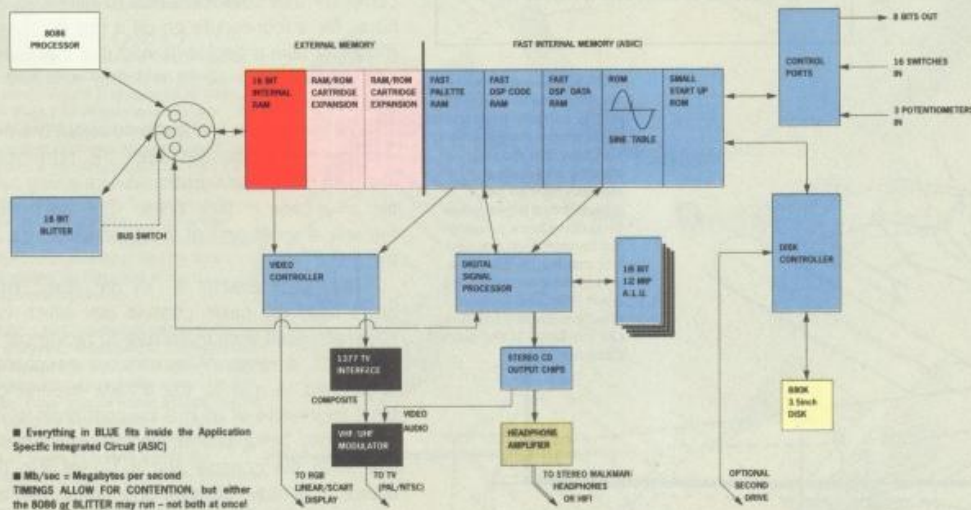 8086
PROCESSOR
EXTERNAL MEMORY
FAST INTERNAL MEMORY (ASIC)
16 BIT
INTERNAL
RAM
RAM/ROM
CARTRIDGE
EXPANSION
RAM/ROM
CARTRIDGE
EXPANSION
FAST
PALETTE
RAM
FAST
DSP CODE
RAM
FAST
DSP DATA
RAM
ROM
SINE TABLE
SMALL
START UP
ROM
CONTROL
PORTS
8 BITS OUT
16 SWITCHES
IN
3 POTENTIOMETERS
IN
16 BIT
BLITTER
BUS SWITCH
VIDEO
CONTROLLER
DIGITAL
SIGNAL
PROCESSOR
16 BIT
12 MIP
A.L.U.
DISK
CONTROLLER
1377 TV
INTERFACE
STEREO CD
OUTPUT CHIPS
880K
3.5inch
DISK
COMPOSITE
VIDEO
AUDIO
VHF/UHF
MODULATOR
HEADPHONE
AMPLIFIER
TO RGB
LINEAR/SCART
DISPLAY
TO TV
(PAL/NTSC)
TO STEREO WALKMAN
HEADPHONES
OR HIFI
OPTIONAL
SECOND
DRIVE
■ Everything in BLUE fits inside the Application
Specific Integrated Circuit (ASIC)
■ Mb/sec = Megabytes per second
TIMINGS ALLOW FOR CONTENTION, but either
the 8086 or BLITTER may run – not both at once!